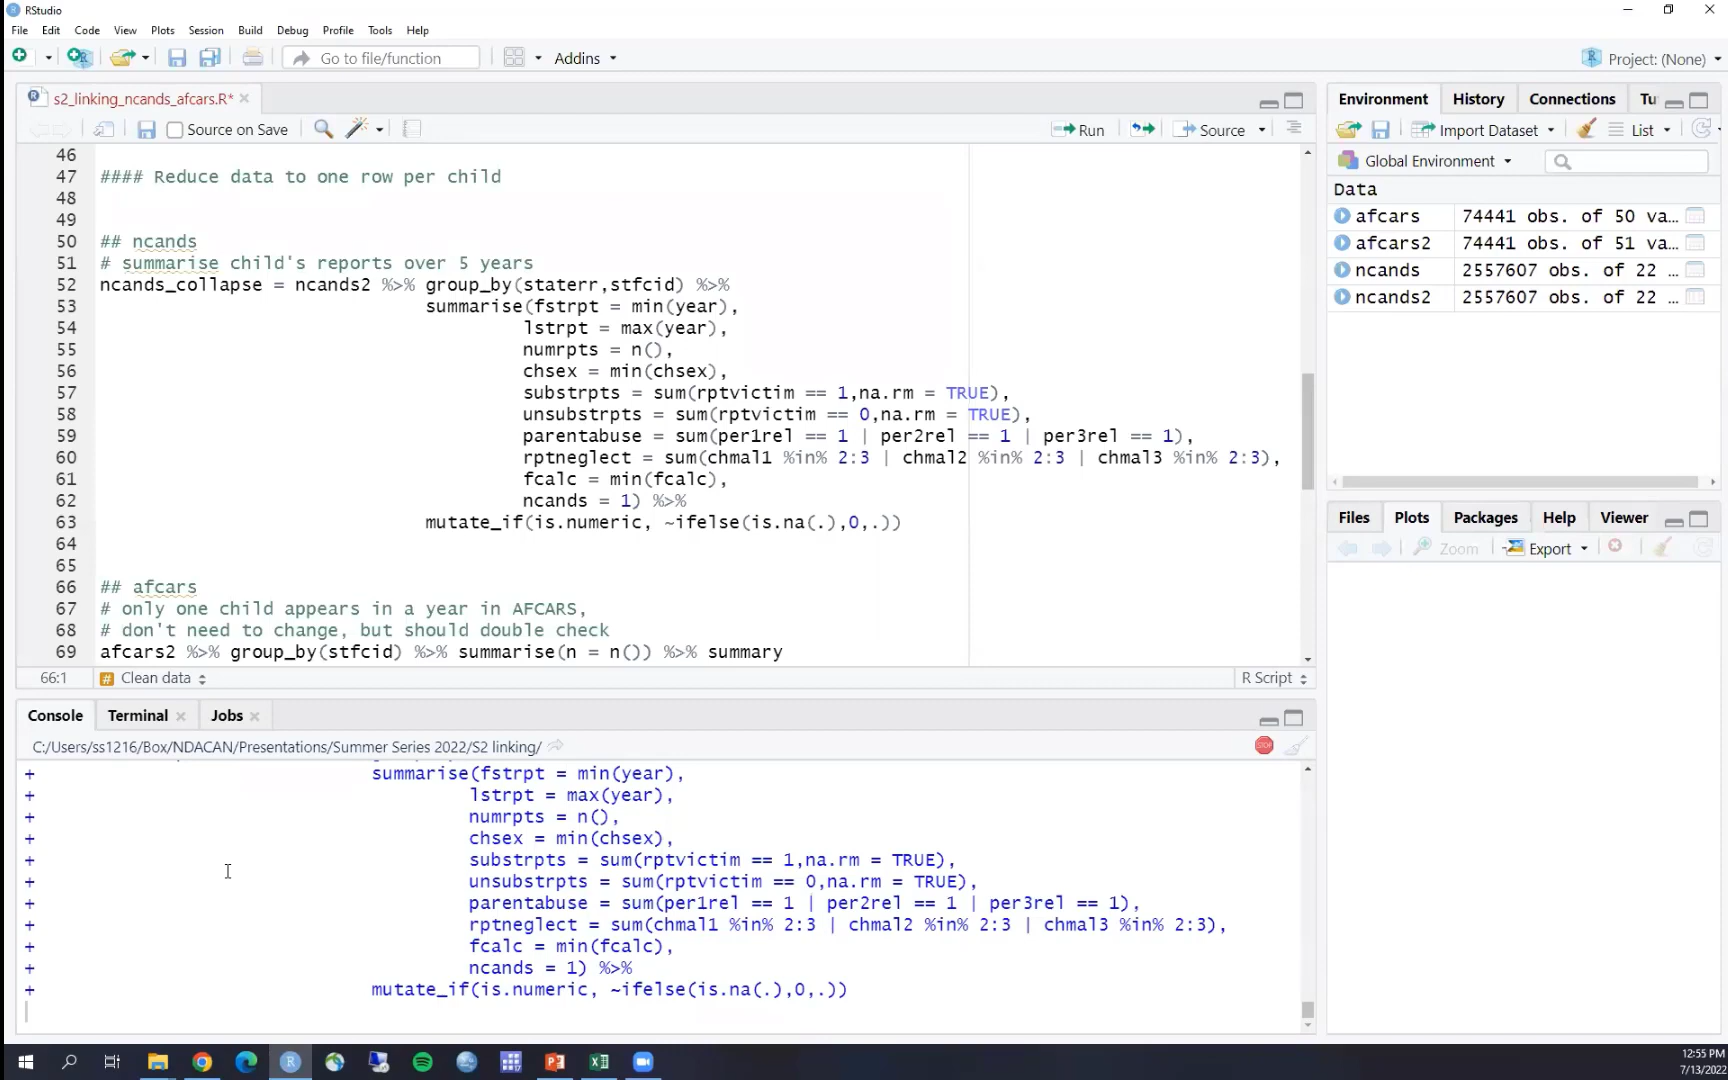 RStudio
File Edit Code View Plots Session Build Debug Profile Tools Help
Go to file/function Addins Project: (None)
s2_linking_ncands_afcars.R*
Source on Save Run Source
46
47 #### Reduce data to one row per child
48
49
50 ## ncands
51 # summarise child's reports over 5 years
52 ncands_collapse = ncands2 %>% group_by(staterr,stfcid) %>%
53 summarise(fstrpt = min(year),
54 lstrpt = max(year),
55 numrpts = n(),
56 chsex = min(chsex),
57 substrpts = sum(rptvictim == 1,na.rm = TRUE),
58 unsubstrpts = sum(rptvictim == 0,na.rm = TRUE),
59 parentabuse = sum(per1rel == 1 | per2rel == 1 | per3rel == 1),
60 rptneglect = sum(chmal1 %in% 2:3 | chmal2 %in% 2:3 | chmal3 %in% 2:3),
61 fcalc = min(fcalc),
62 ncands = 1) %>%
63 mutate_if(is.numeric, ~ifelse(is.na(.),0,.))
64
65
66 ## afcars
67 # only one child appears in a year in AFCARS,
68 # don't need to change, but should double check
69 afcars2 %>% group_by(stfcid) %>% summarise(n = n()) %>% summary
66:1 # Clean data R Script
Console Terminal Jobs
C:/Users/ss1216/Box/NDACAN/Presentations/Summer Series 2022/S2 linking/
STOP
+ summarise(fstrpt = min(year),
+ lstrpt = max(year),
+ numrpts = n(),
+ chsex = min(chsex),
+ substrpts = sum(rptvictim == 1,na.rm = TRUE),
+ unsubstrpts = sum(rptvictim == 0,na.rm = TRUE),
+ parentabuse = sum(per1rel == 1 | per2rel == 1 | per3rel == 1),
+ rptneglect = sum(chmal1 %in% 2:3 | chmal2 %in% 2:3 | chmal3 %in% 2:3),
+ fcalc = min(fcalc),
+ ncands = 1) %>%
+ mutate_if(is.numeric, ~ifelse(is.na(.),0,.))
Environment History Connections Tu
Import Dataset List
Global Environment
Data
afcars 74441 obs. of 50 va...
afcars2 74441 obs. of 51 va...
ncands 2557607 obs. of 22 ...
ncands2 2557607 obs. of 22 ...
Files Plots Packages Help Viewer
Zoom Export
12:55 PM
7/13/2022